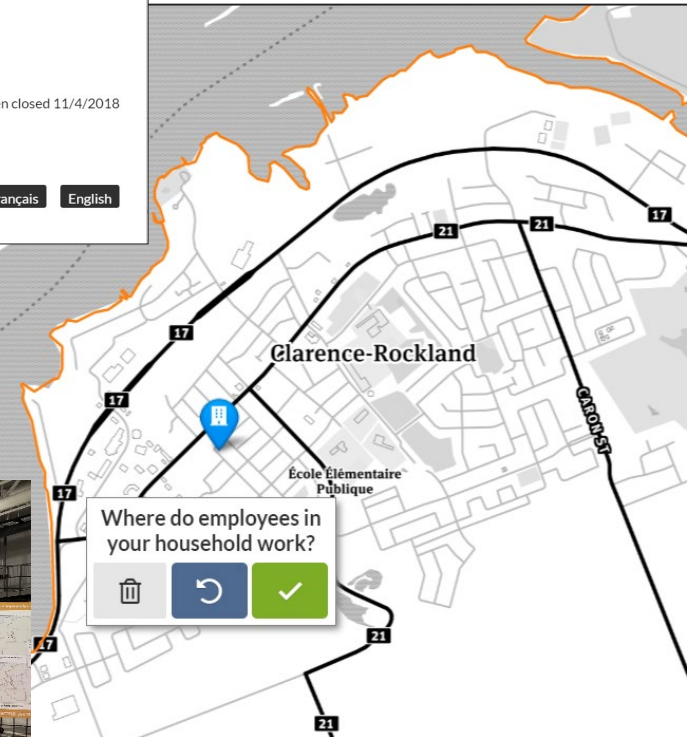 en closed 11/4/2018
ançais English
17
21
21
17
Clarence-Rockland
17
CARON ST
École Élémentaire
Publique
17
Where do employees in
your household work?
17
21
21